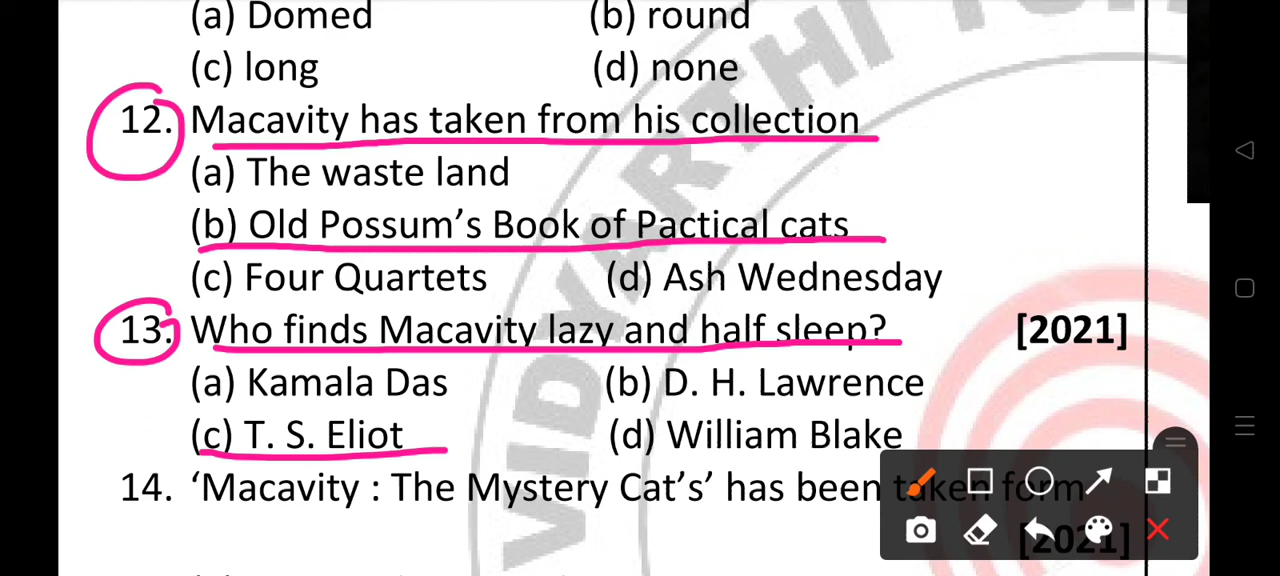 (a) Domed (b) round
(c) long (d) none
12. Macavity has taken from his collection
(a) The waste land
(b) Old Possum’s Book of Pactical cats
(c) Four Quartets (d) Ash Wednesday
13. Who finds Macavity lazy and half sleep? [2021]
(a) Kamala Das (b) D. H. Lawrence
(c) T. S. Eliot (d) William Blake
14. ‘Macavity : The Mystery Cat’s’ has been taken form
[2021]
VIDYARTHI